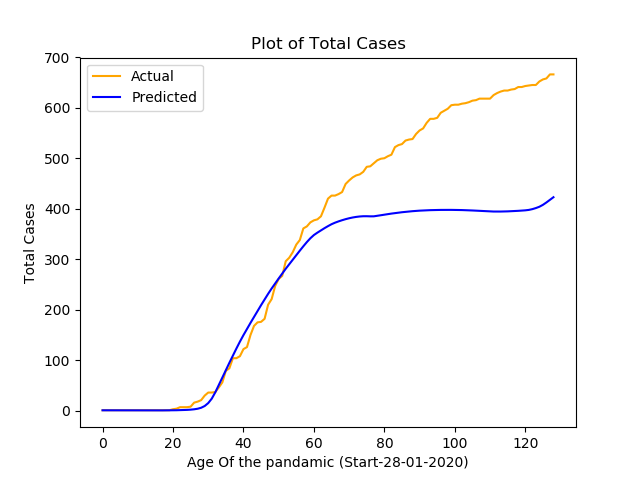 Plot of Total Cases
Actual
Predicted
700
600
500
400
300
200
100
0
Total Cases
0 20 40 60 80 100 120
Age Of the pandamic (Start-28-01-2020)